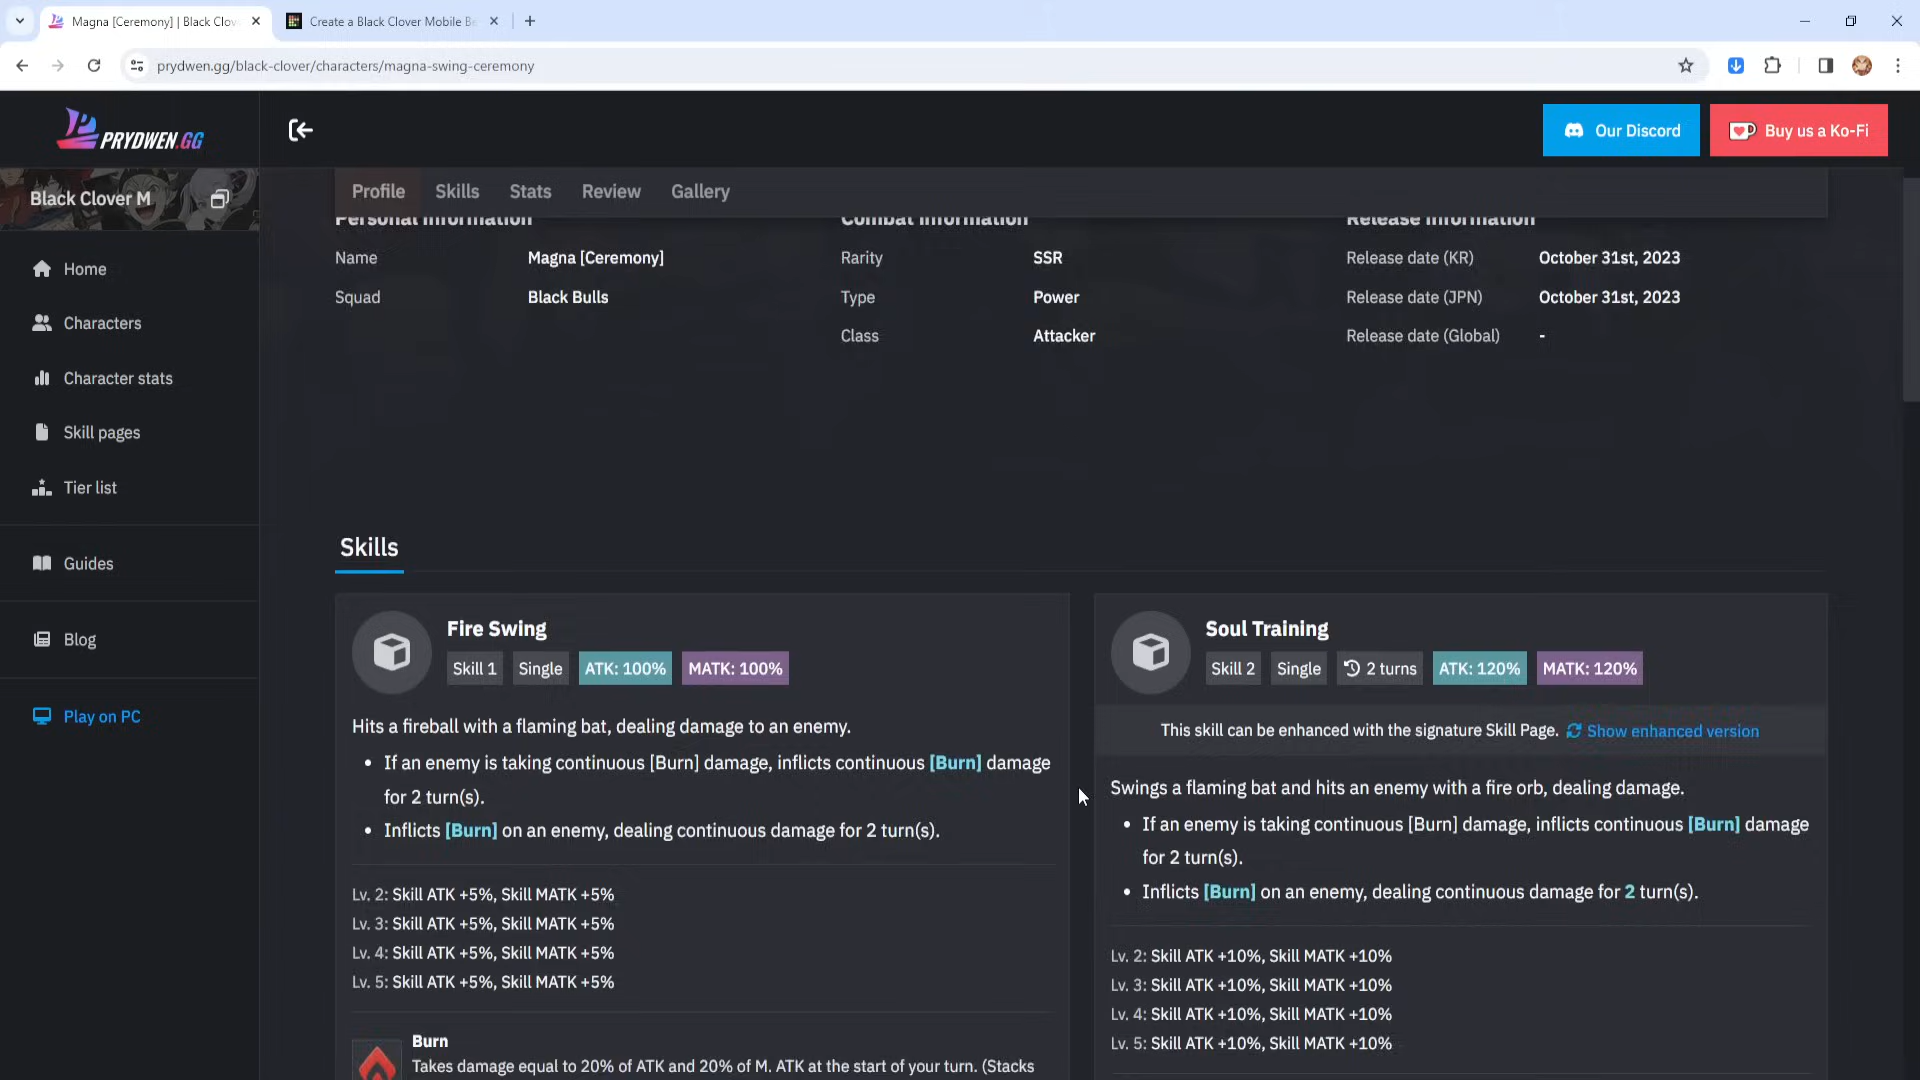 Magna [Ceremony] | Black Clov
Create a Black Clover Mobile Be
prydwen.gg/black-clover/characters/magna-swing-ceremony
PRYDWEN.GG
Our Discord
Buy us a Ko-Fi
Black Clover M
Home
Characters
Character stats
Skill pages
Tier list
Guides
Blog
Play on PC
Profile Skills Stats Review Gallery
Personal information
Name Magna [Ceremony]
Squad Black Bulls
Combat information
Rarity SSR
Type Power
Class Attacker
Release information
Release date (KR) October 31st, 2023
Release date (JPN) October 31st, 2023
Release date (Global) -
Skills
Fire Swing
Skill 1 Single ATK: 100% MATK: 100%
Hits a fireball with a flaming bat, dealing damage to an enemy.
• If an enemy is taking continuous [Burn] damage, inflicts continuous [Burn] damage
for 2 turn(s).
• Inflicts [Burn] on an enemy, dealing continuous damage for 2 turn(s).
Lv. 2: Skill ATK +5%, Skill MATK +5%
Lv. 3: Skill ATK +5%, Skill MATK +5%
Lv. 4: Skill ATK +5%, Skill MATK +5%
Lv. 5: Skill ATK +5%, Skill MATK +5%
Burn
Takes damage equal to 20% of ATK and 20% of M. ATK at the start of your turn. (Stacks
Soul Training
Skill 2 Single 2 turns ATK: 120% MATK: 120%
This skill can be enhanced with the signature Skill Page. Show enhanced version
Swings a flaming bat and hits an enemy with a fire orb, dealing damage.
• If an enemy is taking continuous [Burn] damage, inflicts continuous [Burn] damage
for 2 turn(s).
• Inflicts [Burn] on an enemy, dealing continuous damage for 2 turn(s).
Lv. 2: Skill ATK +10%, Skill MATK +10%
Lv. 3: Skill ATK +10%, Skill MATK +10%
Lv. 4: Skill ATK +10%, Skill MATK +10%
Lv. 5: Skill ATK +10%, Skill MATK +10%